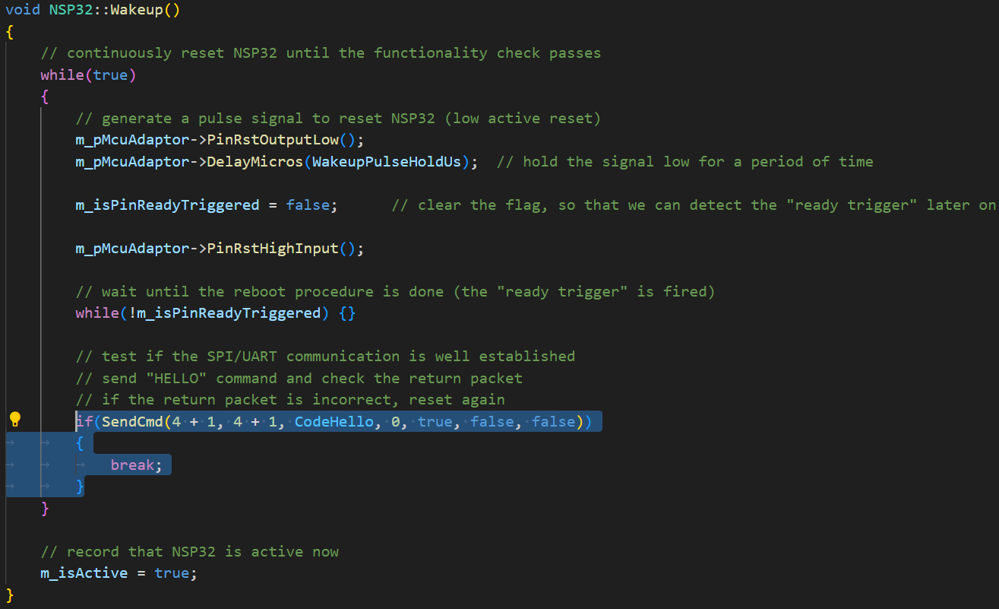 void NSP32::Wakeup()
{
    // continuously reset NSP32 until the functionality check passes
    while(true)
    {
        // generate a pulse signal to reset NSP32 (low active reset)
        m_pMcuAdaptor->PinRstOutputLow();
        m_pMcuAdaptor->DelayMicros(WakeupPulseHoldUs);  // hold the signal low for a period of time
        m_isPinReadyTriggered = false;      // clear the flag, so that we can detect the "ready trigger" later on
        m_pMcuAdaptor->PinRstHighInput();
        // wait until the reboot procedure is done (the "ready trigger" is fired)
        while(!m_isPinReadyTriggered) {}
        // test if the SPI/UART communication is well established
        // send "HELLO" command and check the return packet
        // if the return packet is incorrect, reset again
        if(SendCmd(4 + 1, 4 + 1, CodeHello, 0, true, false, false))
        {
            break;
        }
    }
    // record that NSP32 is active now
    m_isActive = true;
}